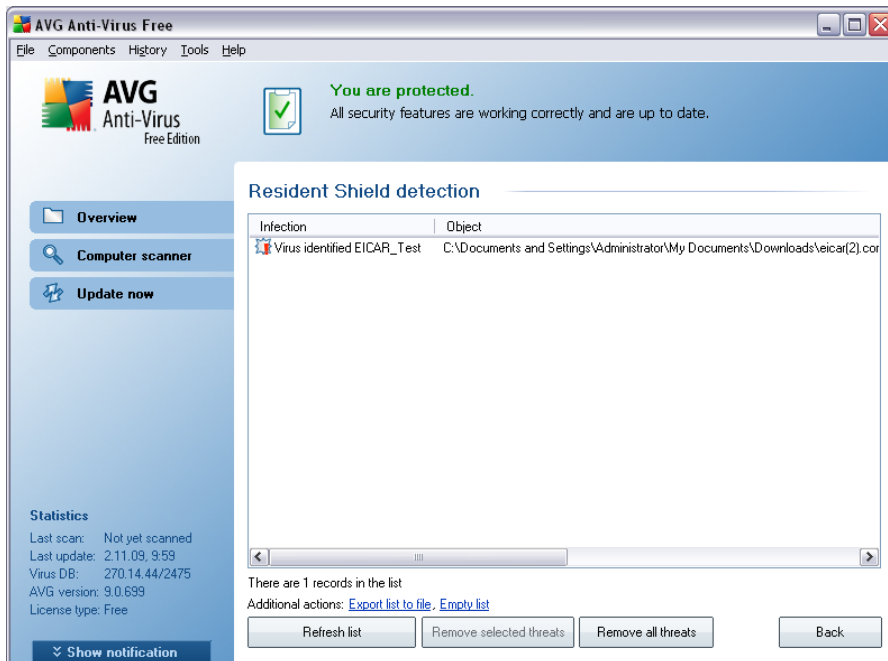 AVG Anti-Virus Free
File Components History Tools Help
AVG
Anti-Virus
Free Edition
You are protected.
All security features are working correctly and are up to date.
Overview
Computer scanner
Update now
Resident Shield detection
Infection Object
Virus identified EICAR_Test C:\Documents and Settings\Administrator\My Documents\Downloads\eicar(2).cor
There are 1 records in the list
Additional actions: Export list to file, Empty list
Refresh list Remove selected threats Remove all threats Back
Statistics
Last scan: Not yet scanned
Last update: 2.11.09, 9:59
Virus DB: 270.14.44/2475
AVG version: 9.0.699
License type: Free
Show notification